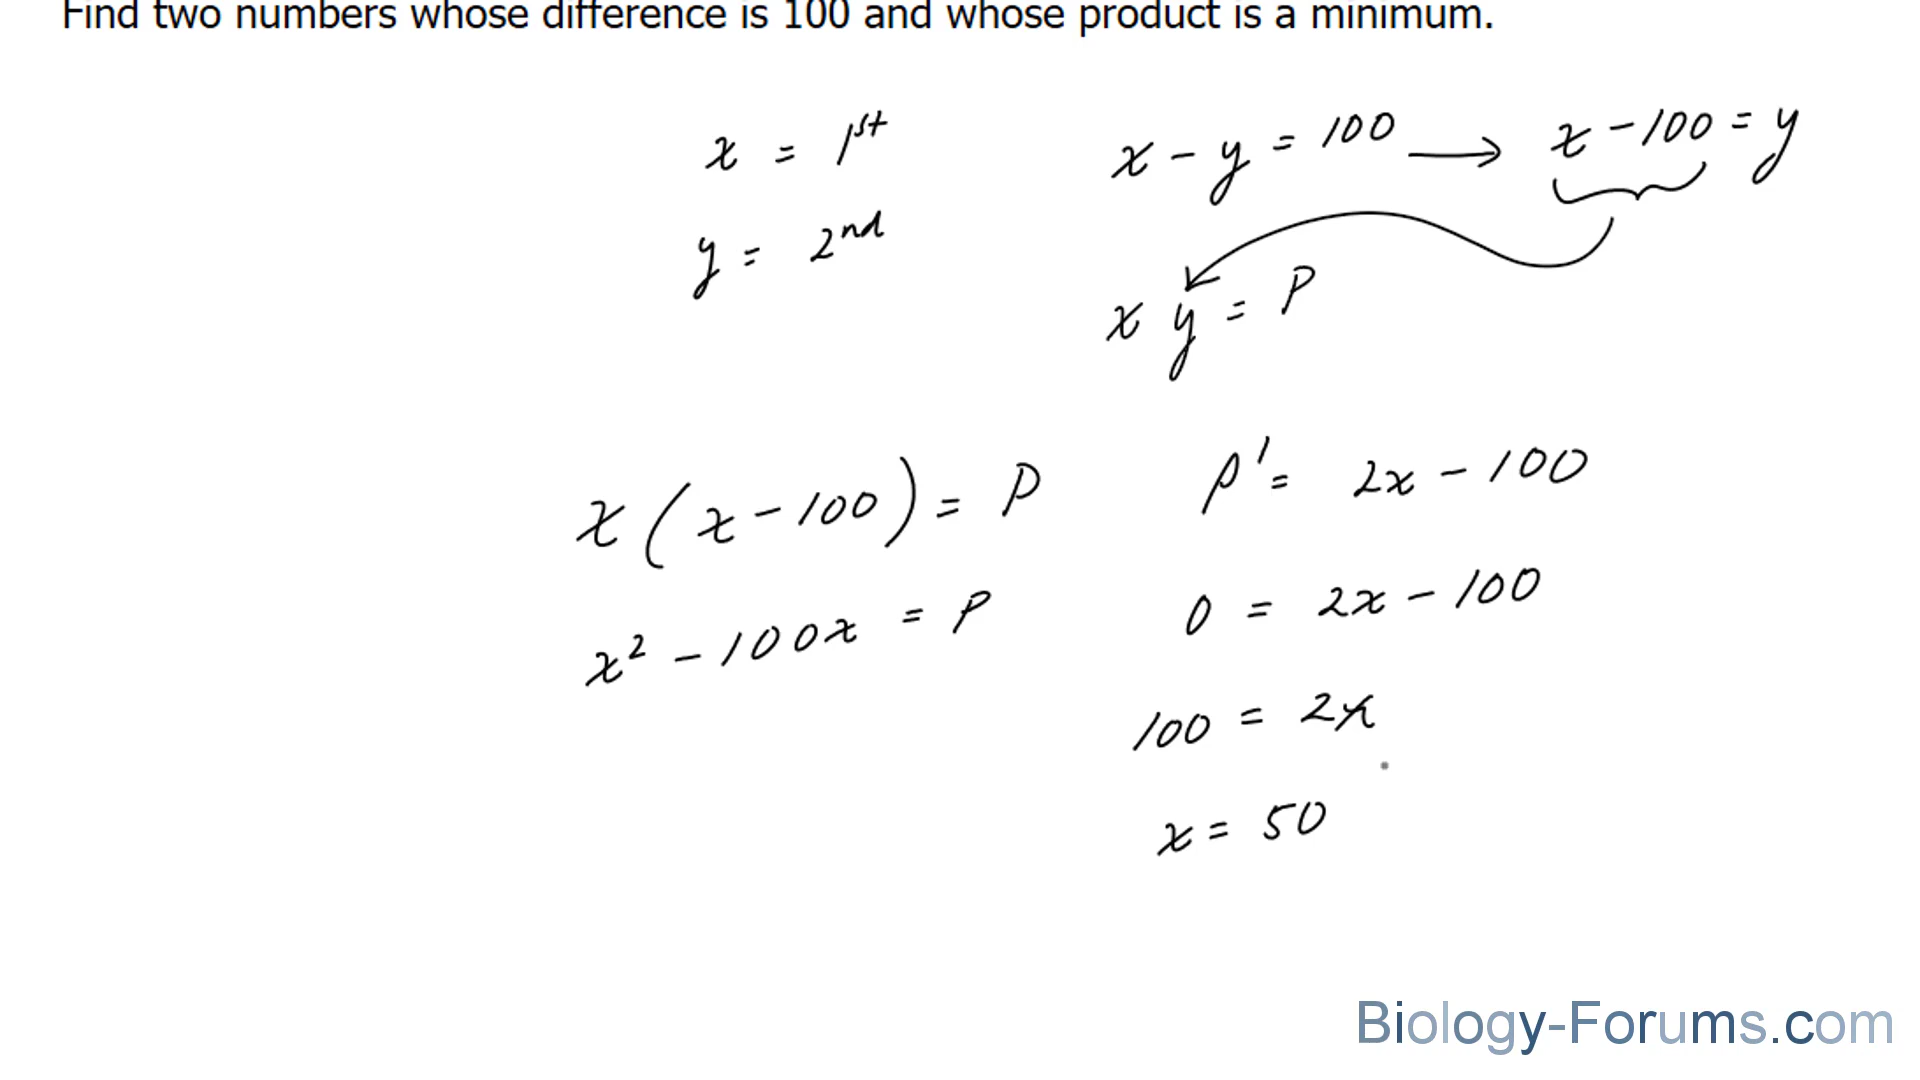 Find two numbers whose difference is 100 and whose product is a minimum.
x = 1st
y = 2nd
x - y = 100 → x - 100 = y
x y = P
x ( x - 100 ) = P
x² - 100x = P
P' = 2x - 100
0 = 2x - 100
100 = 2x
x = 50
Biology-Forums.com